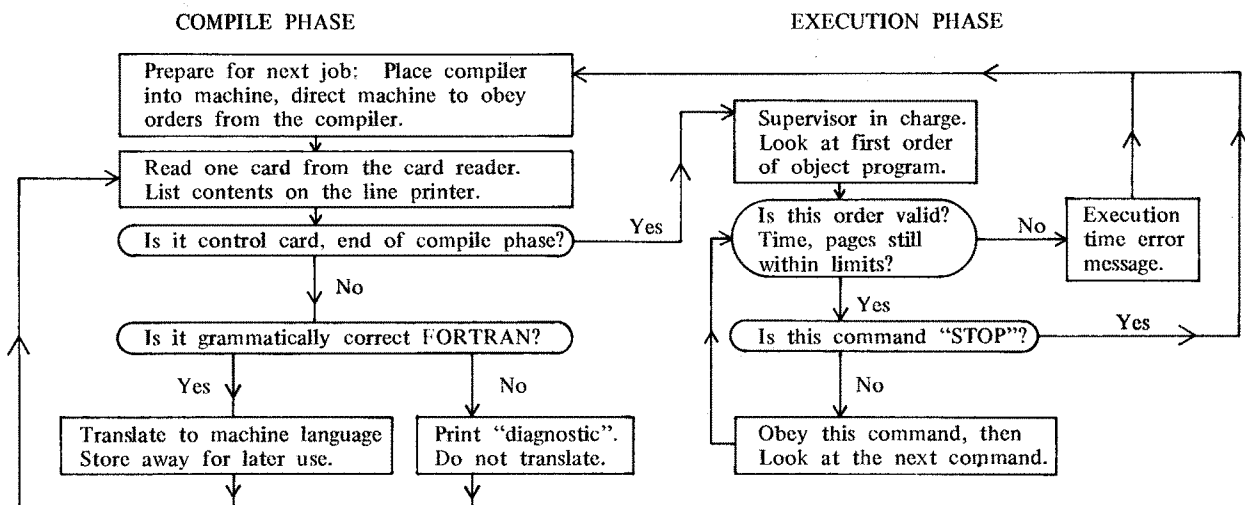 COMPILE PHASE
Prepare for next job: Place compiler
into machine, direct machine to obey
orders from the compiler.
Read one card from the card reader.
List contents on the line printer.
Is it control card, end of compile phase?
Yes
No
Is it grammatically correct FORTRAN?
Yes
No
Translate to machine language
Store away for later use.
Print “diagnostic”.
Do not translate.
EXECUTION PHASE
Supervisor in charge.
Look at first order
of object program.
Is this order valid?
Time, pages still
within limits?
No
Execution
time error
message.
Yes
Is this command “STOP”?
Yes
No
Obey this command, then
Look at the next command.